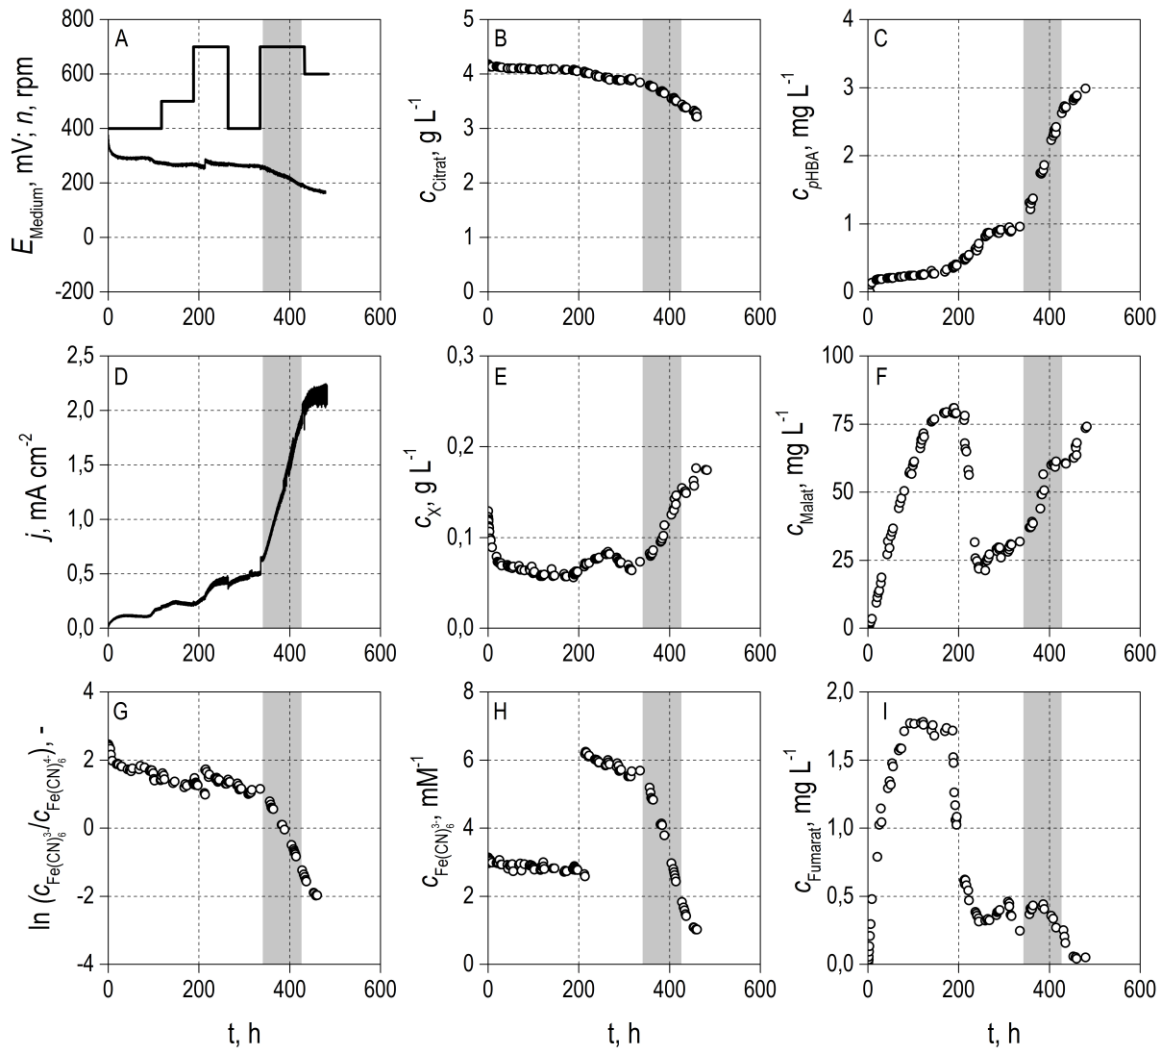 A
E_Medium, mV; n, rpm
800
600
400
200
0
-200
0 200 400 600
B
c_Citrat, g L⁻¹
5
4
3
2
1
0
0 200 400 600
C
c_pHBA, mg L⁻¹
4
3
2
1
0
0 200 400 600
D
j, mA cm⁻²
2,5
2,0
1,5
1,0
0,5
0,0
0 200 400 600
E
c_X, g L⁻¹
0,3
0,2
0,1
0,0
0 200 400 600
F
c_Malat, mg L⁻¹
100
75
50
25
0
0 200 400 600
G
ln (c_Fe(CN)₆³⁻/c_Fe(CN)₆⁴⁻), -
4
2
0
-2
-4
0 200 400 600
t, h
H
c_Fe(CN)₆³⁻, mM⁻¹
8
6
4
2
0
0 200 400 600
t, h
I
c_Fumarat, mg L⁻¹
2,0
1,5
1,0
0,5
0,0
0 200 400 600
t, h